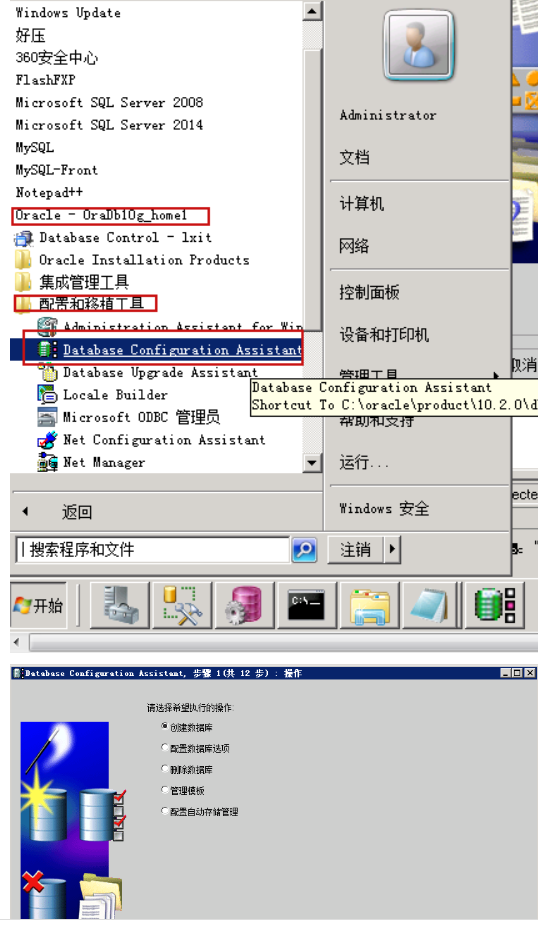 Windows Update
好压
360安全中心
FlashFXP
Microsoft SQL Server 2008
Microsoft SQL Server 2014
MySQL
MySQL-Front
Notepad++
Oracle - OraDb10g_home1
Database Control - lxit
Oracle Installation Products
集成管理工具
配置和移植工具
Administration Assistant for Win
Database Configuration Assistant
Database Upgrade Assistant
Locale Builder
Microsoft ODBC 管理员
Net Configuration Assistant
Net Manager
返回
搜索程序和文件
Administrator
文档
计算机
网络
控制面板
设备和打印机
管理工具
Database Configuration Assistant
Shortcut To C:\oracle\product\10.2.0\d
帮助和支持
运行...
Windows 安全
注销
取消
ecte
开始
C:\_
Database Configuration Assistant, 步骤 1(共 12 步) : 操作
请选择希望执行的操作:
创建数据库
配置数据库选项
删除数据库
管理模板
配置自动存储管理